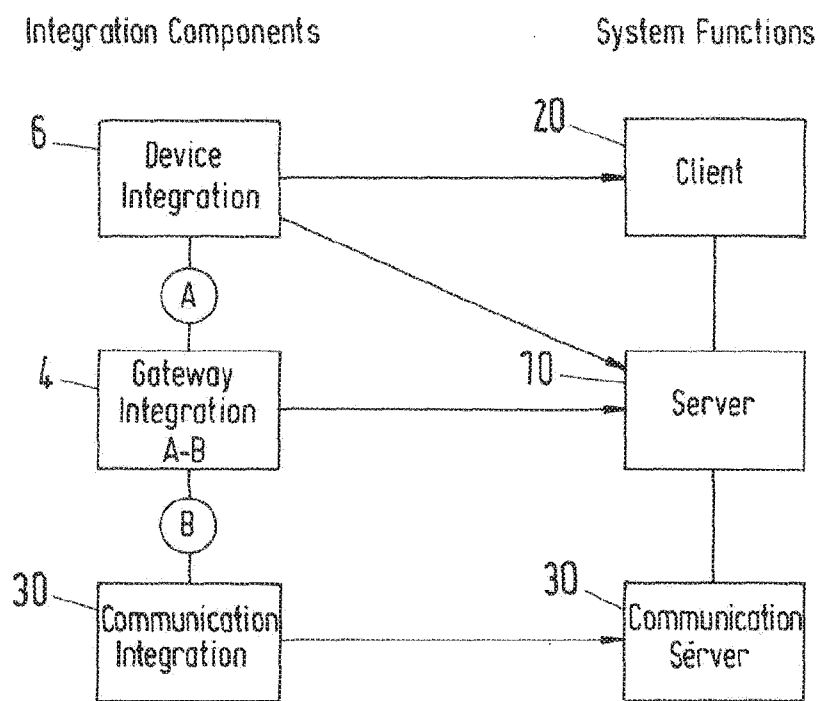 Integration Components
System Functions
6
Device
Integration
20
Client
A
4
Gateway
Integration
A-B
10
Server
B
30
Communication
Integration
30
Communication
Server